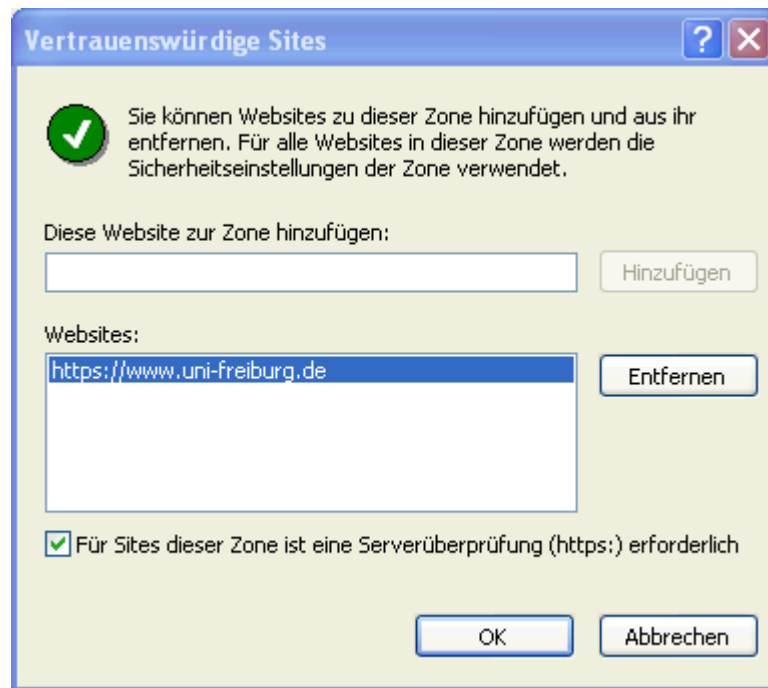 Vertrauenswürdige Sites
Sie können Websites zu dieser Zone hinzufügen und aus ihr
entfernen. Für alle Websites in dieser Zone werden die
Sicherheitseinstellungen der Zone verwendet.
Diese Website zur Zone hinzufügen:
Hinzufügen
Websites:
https://www.uni-freiburg.de
Entfernen
Für Sites dieser Zone ist eine Serverüberprüfung (https:) erforderlich
OK
Abbrechen